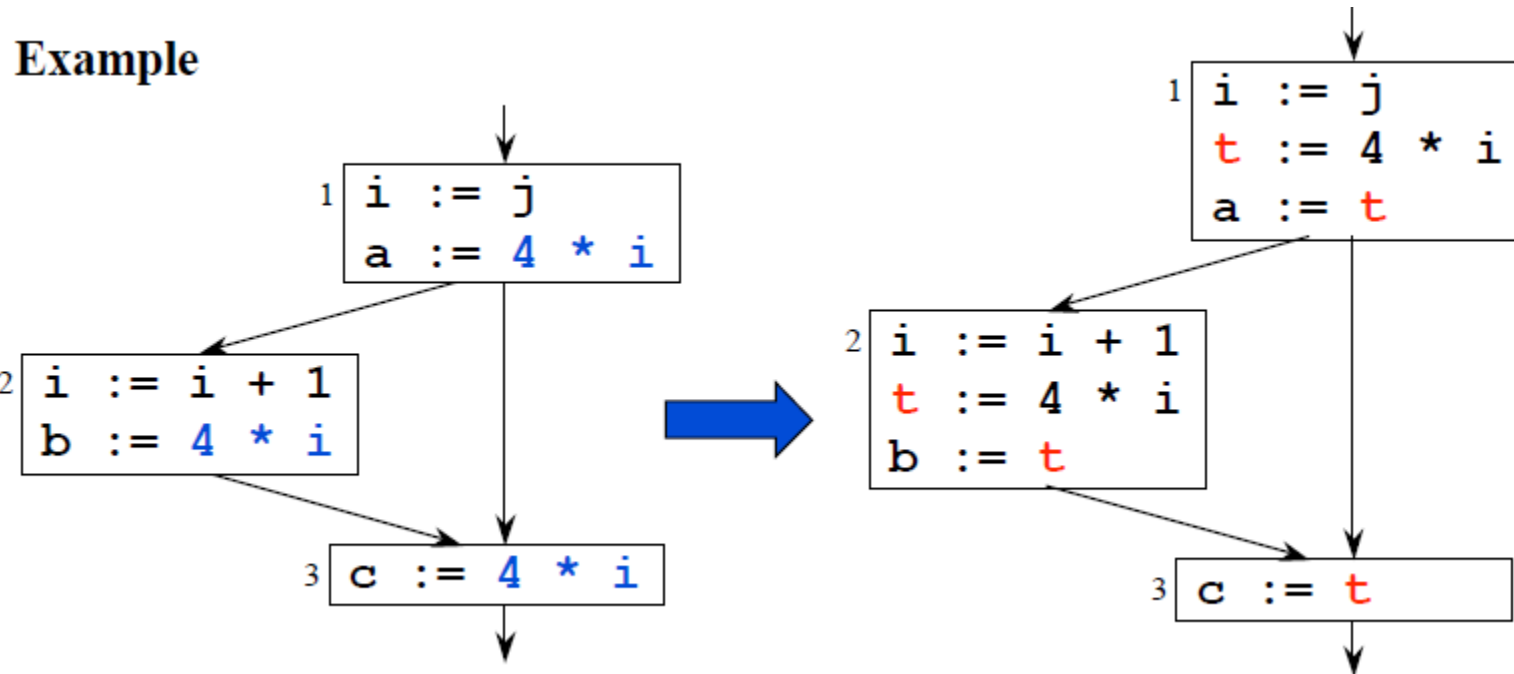 Example
1
i := j
a := 4 * i
2
i := i + 1
b := 4 * i
3
c := 4 * i
1
i := j
t := 4 * i
a := t
2
i := i + 1
t := 4 * i
b := t
3
c := t